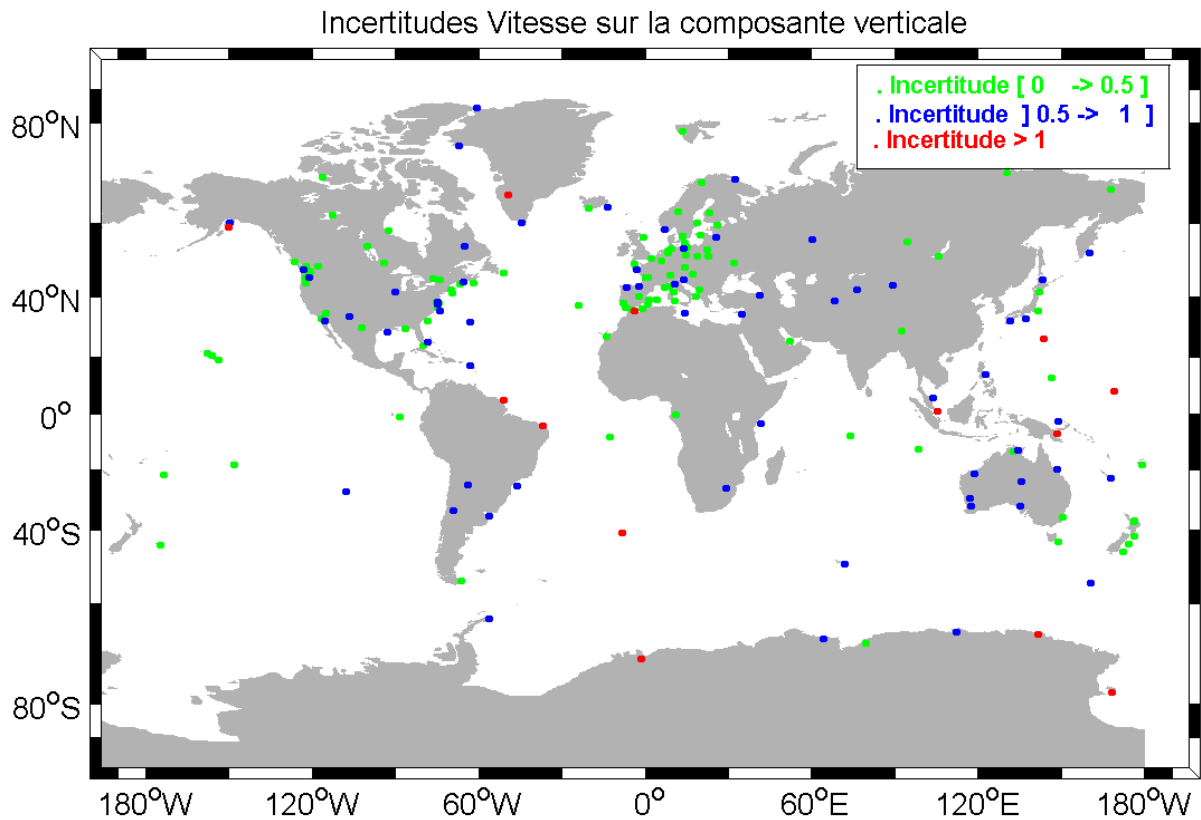 Incertitudes Vitesse sur la composante verticale
. Incertitude [ 0 -> 0.5 ]
. Incertitude ] 0.5 -> 1 ]
. Incertitude > 1
80°N
40°N
0°
40°S
80°S
180°W 120°W 60°W 0° 60°E 120°E 180°W